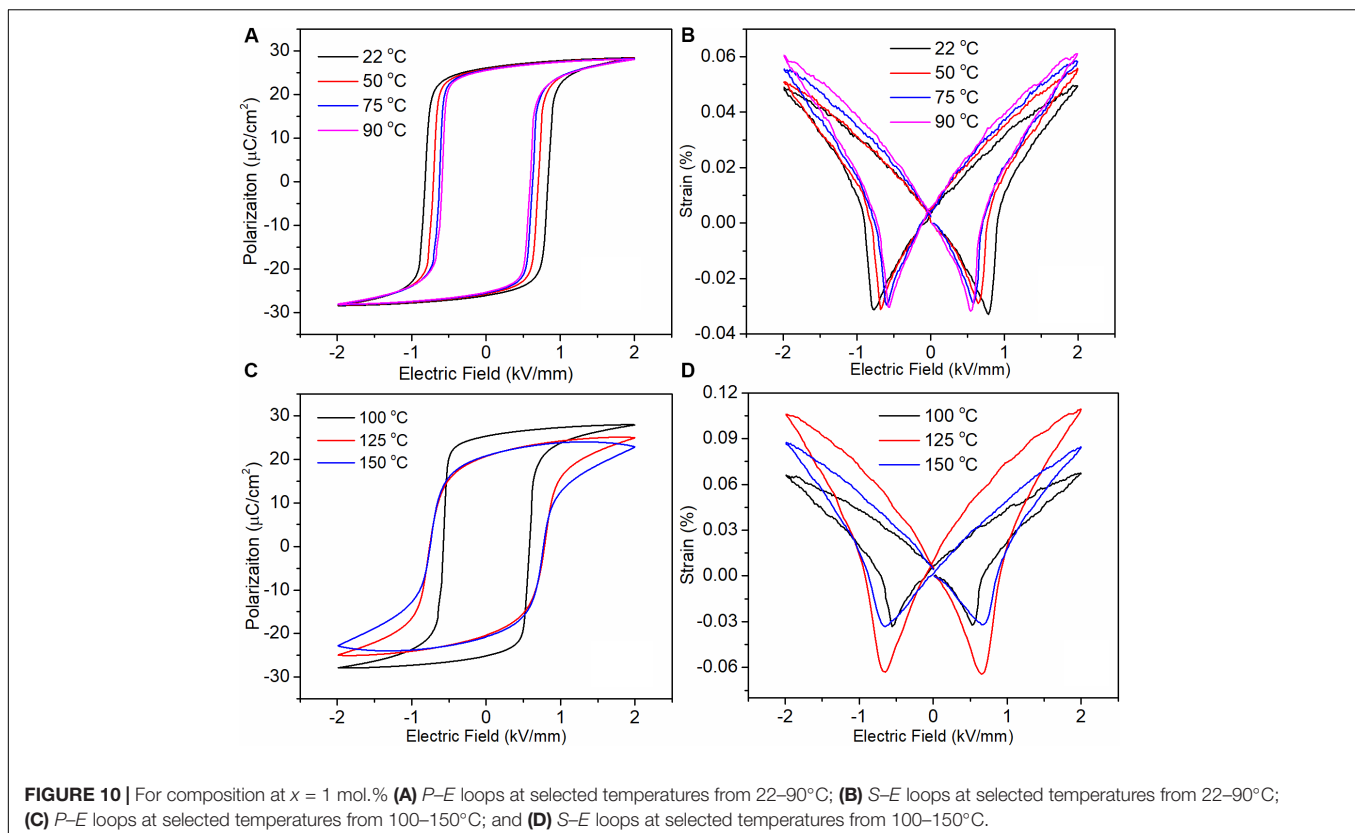 A
30
20
10
0
-10
-20
-30
Polarizaiton (μC/cm²)
22 °C
50 °C
75 °C
90 °C
-2 -1 0 1 2
Electric Field (kV/mm)
B
0.06
0.04
0.02
0.00
-0.02
-0.04
Strain (%)
22 °C
50 °C
75 °C
90 °C
-2 -1 0 1 2
Electric Field (kV/mm)
C
30
20
10
0
-10
-20
-30
Polarizaiton (μC/cm²)
100 °C
125 °C
150 °C
-2 -1 0 1 2
Electric Field (kV/mm)
D
0.12
0.09
0.06
0.03
0.00
-0.03
-0.06
Strain (%)
100 °C
125 °C
150 °C
-2 -1 0 1 2
Electric Field (kV/mm)
FIGURE 10 | For composition at x = 1 mol.% (A) P–E loops at selected temperatures from 22–90°C; (B) S–E loops at selected temperatures from 22–90°C;
(C) P–E loops at selected temperatures from 100–150°C; and (D) S–E loops at selected temperatures from 100–150°C.